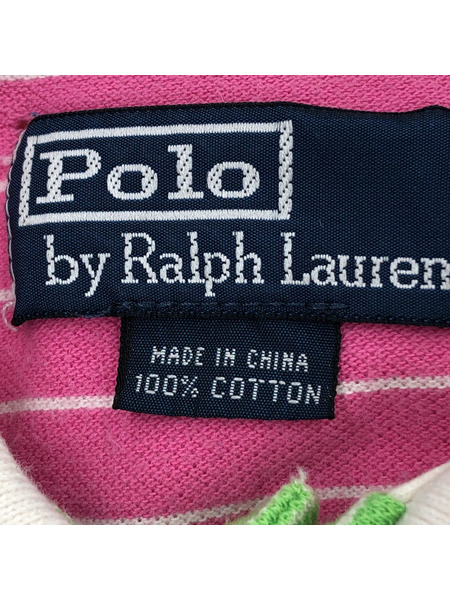 Polo
by Ralph Lauren
MADE IN CHINA
100% COTTON